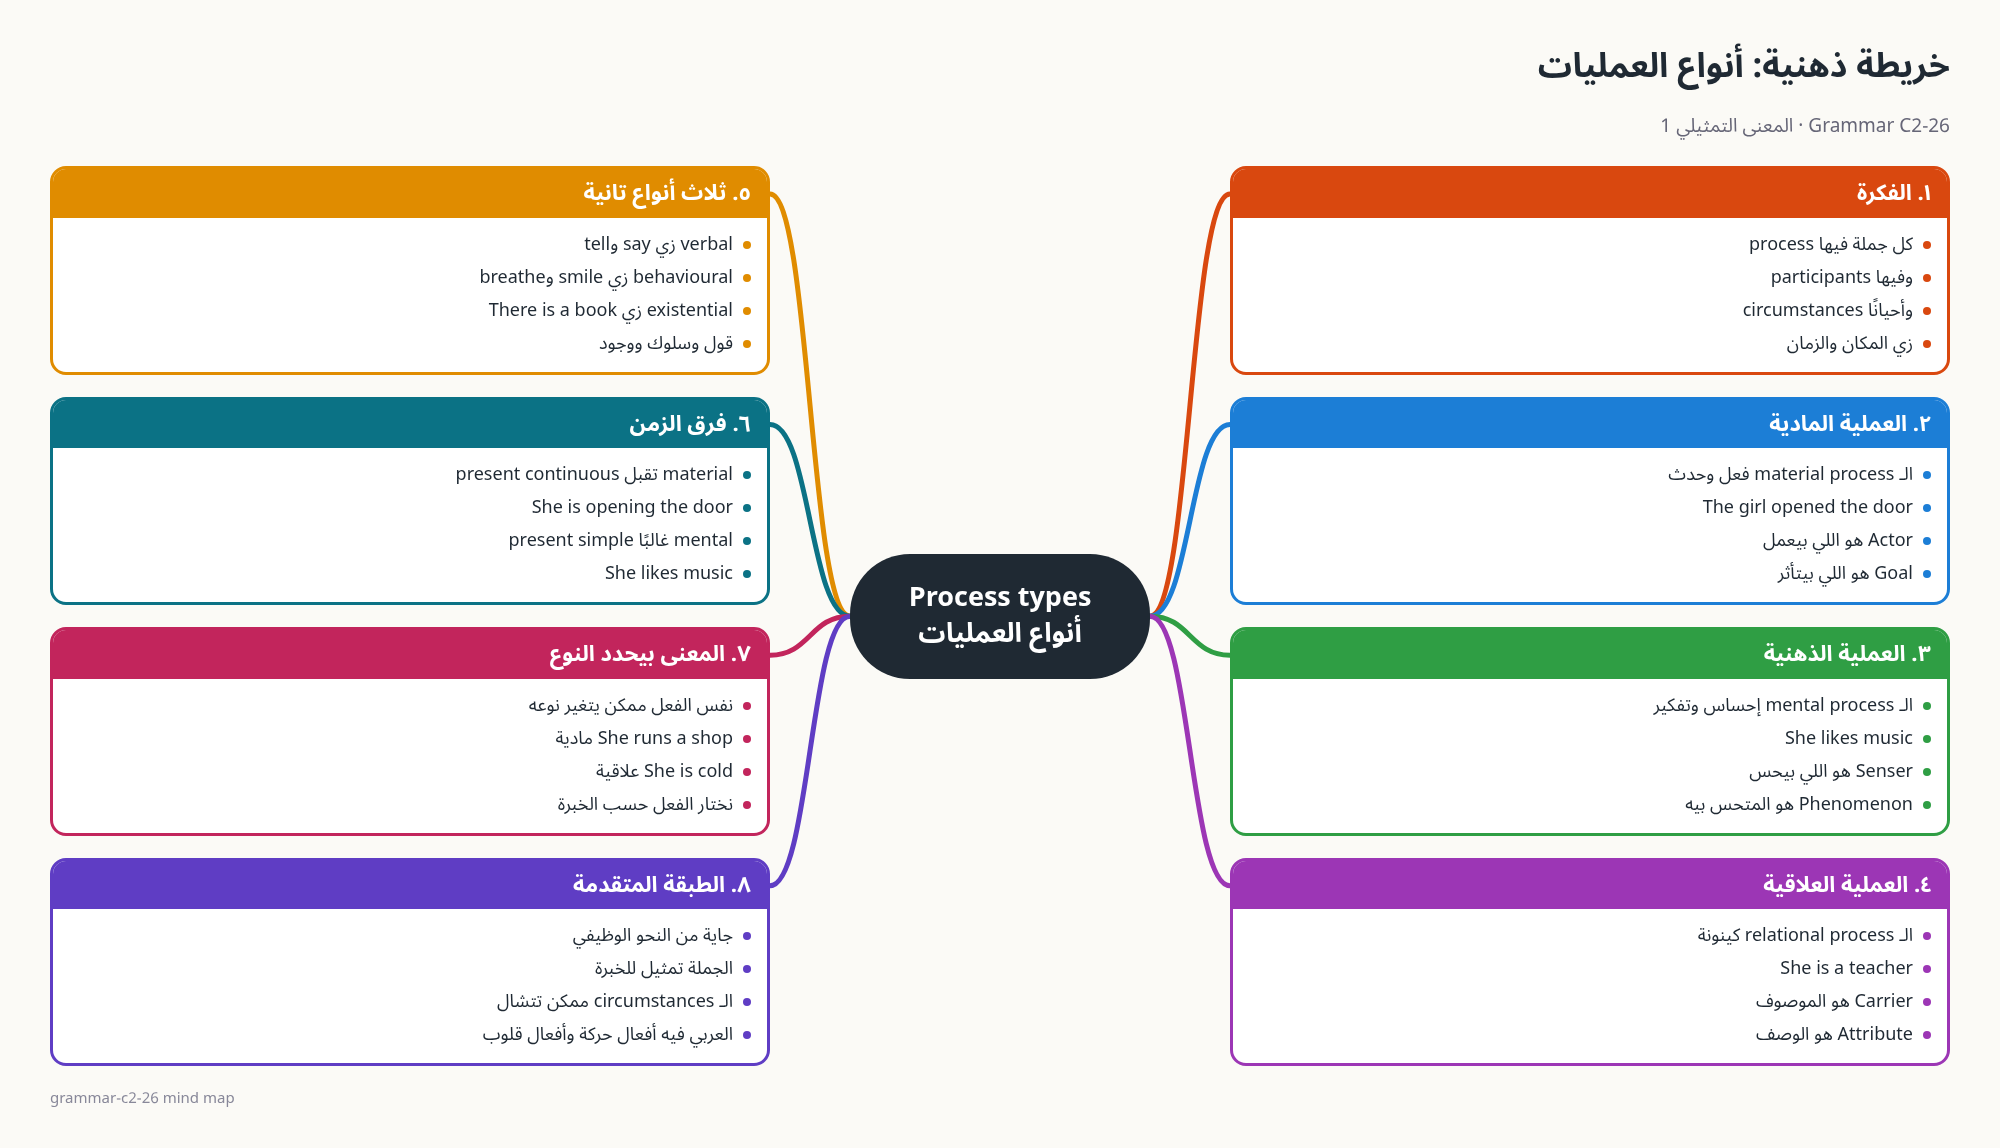 خريطة ذهنية: أنواع العمليات
Grammar C2-26 · المعنى التمثيلي 1
١. الفكرة
كل جملة فيها process
وفيها participants
وأحيانًا circumstances
زي المكان والزمان
٢. العملية المادية
الـ material process فعل وحدث
The girl opened the door
Actor هو اللي بيعمل
Goal هو اللي بيتأثر
٣. العملية الذهنية
الـ mental process إحساس وتفكير
She likes music
Senser هو اللي بيحس
Phenomenon هو المتحس بيه
٤. العملية العلاقية
الـ relational process كينونة
She is a teacher
Carrier هو الموصوف
Attribute هو الوصف
Process types
أنواع العمليات
٥. ثلاث أنواع تانية
verbal زي say وtell
behavioural زي smile وbreathe
existential زي There is a book
قول وسلوك ووجود
٦. فرق الزمن
material تقبل present continuous
She is opening the door
mental غالبًا present simple
She likes music
٧. المعنى بيحدد النوع
نفس الفعل ممكن يتغير نوعه
She runs a shop مادية
She is cold علاقية
نختار الفعل حسب الخبرة
٨. الطبقة المتقدمة
جاية من النحو الوظيفي
الجملة تمثيل للخبرة
الـ circumstances ممكن تتشال
العربي فيه أفعال حركة وأفعال قلوب
grammar-c2-26 mind map